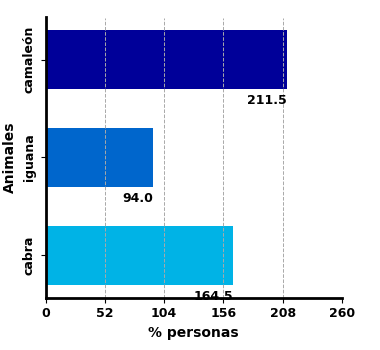 camaleón
211.5
Animales
iguana
94.0
cabra
164.5
0 52 104 156 208 260
% personas